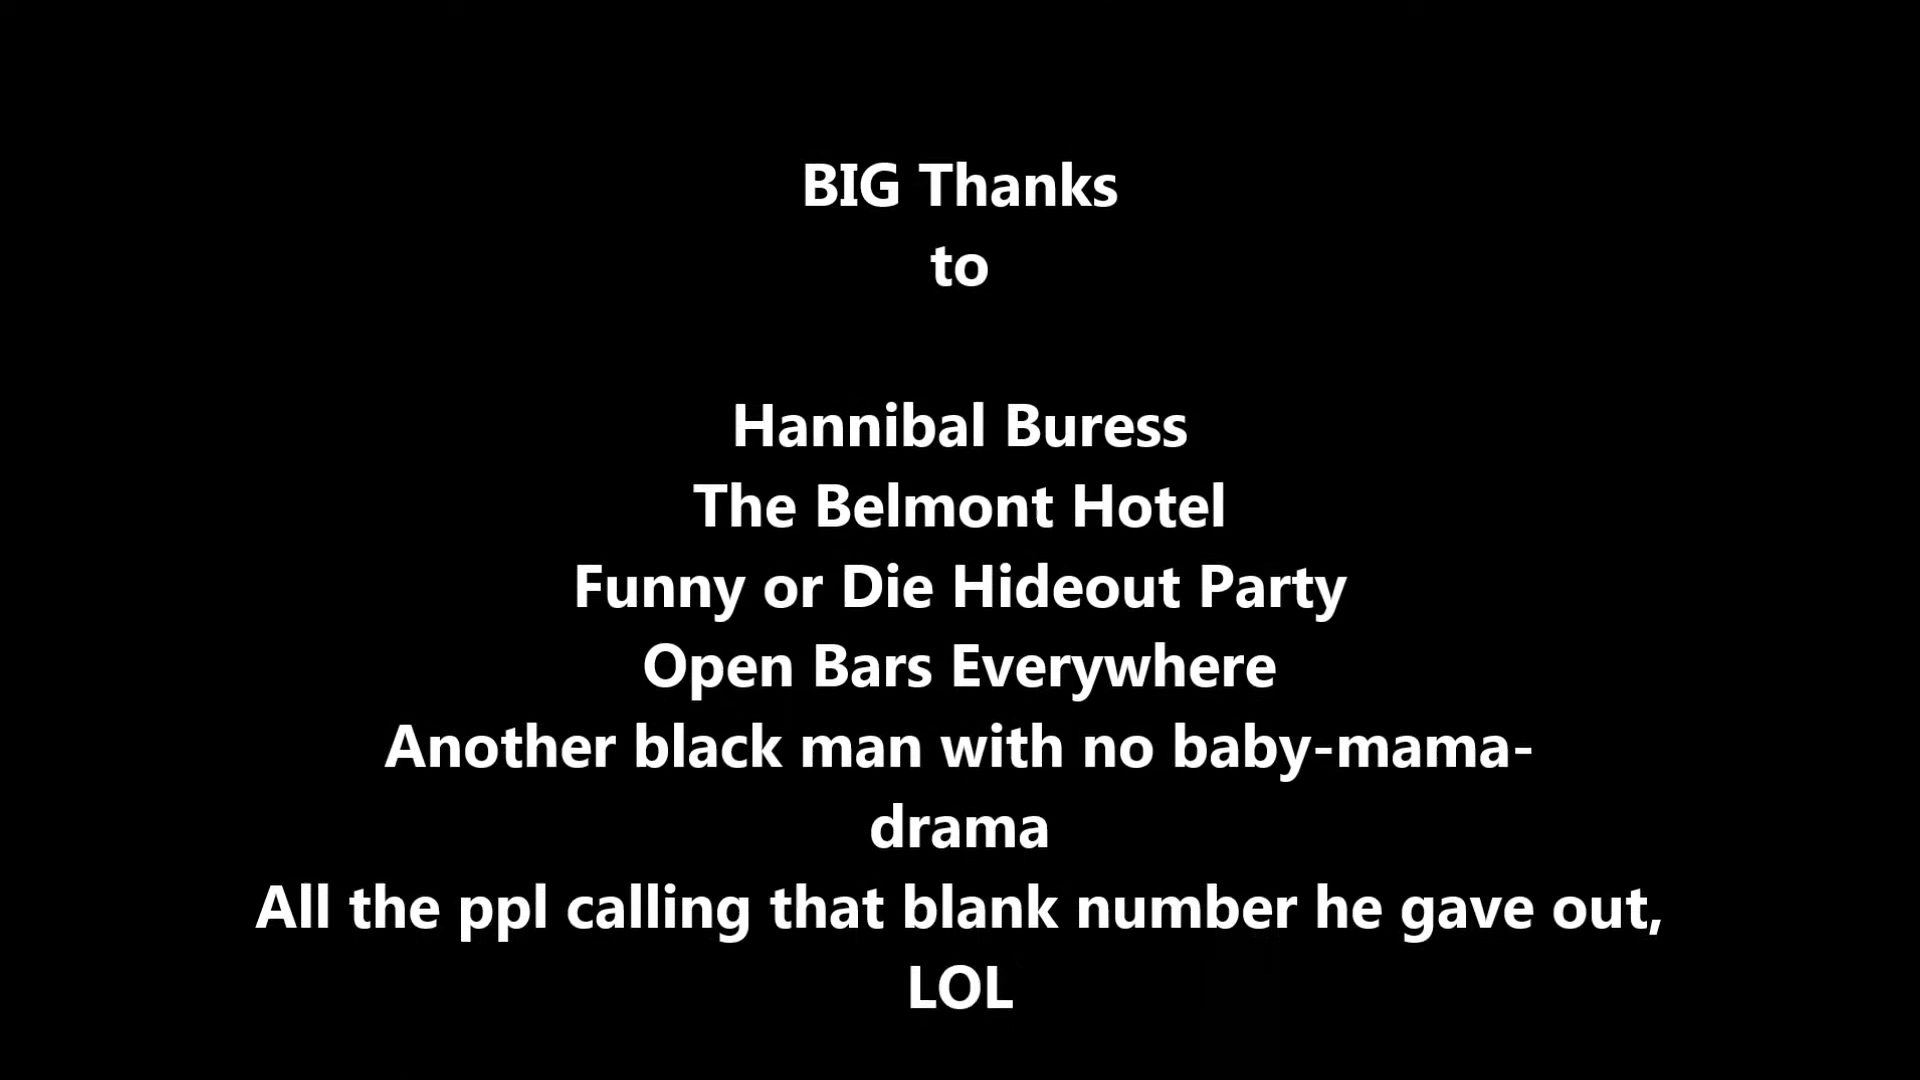 BIG Thanks
to
Hannibal Buress
The Belmont Hotel
Funny or Die Hideout Party
Open Bars Everywhere
Another black man with no baby-mama-
drama
All the ppl calling that blank number he gave out,
LOL